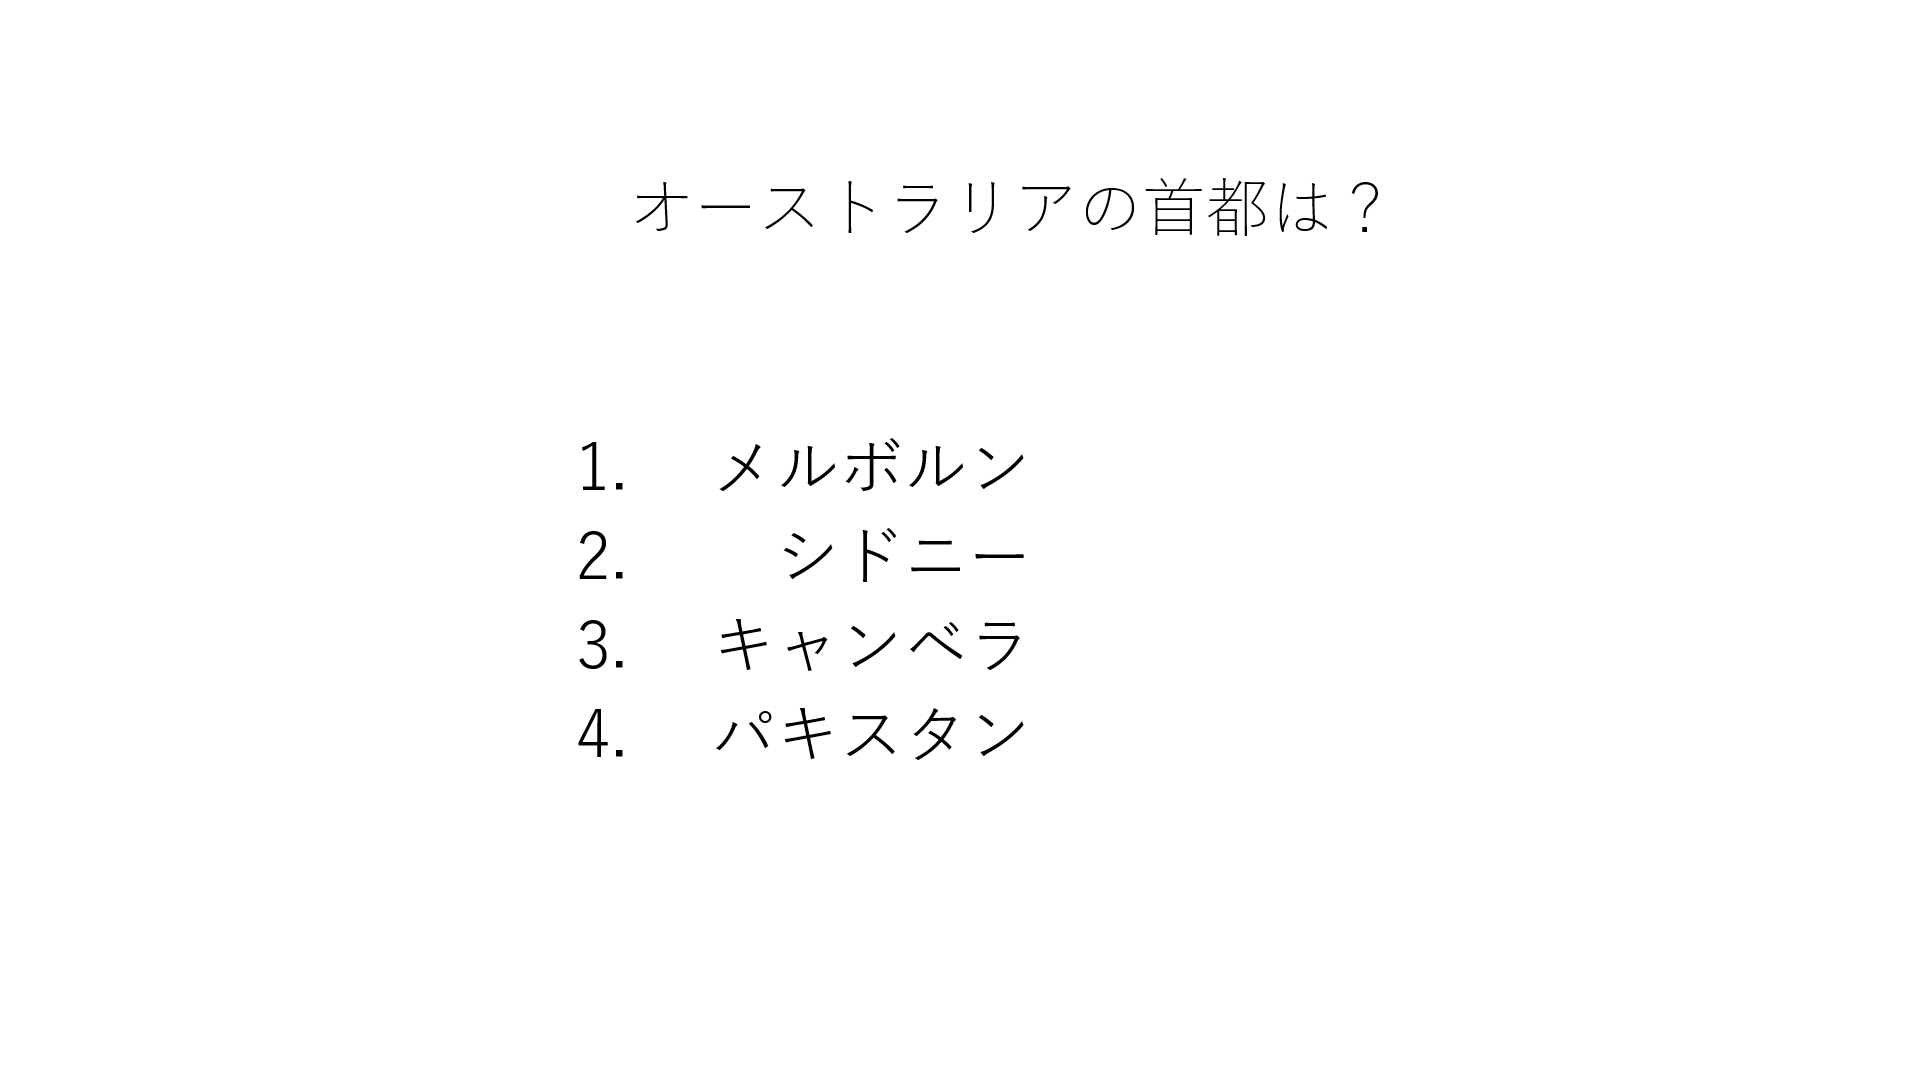 オーストラリアの首都は？
1. メルボルン
2. シドニー
3. キャンベラ
4. パキスタン